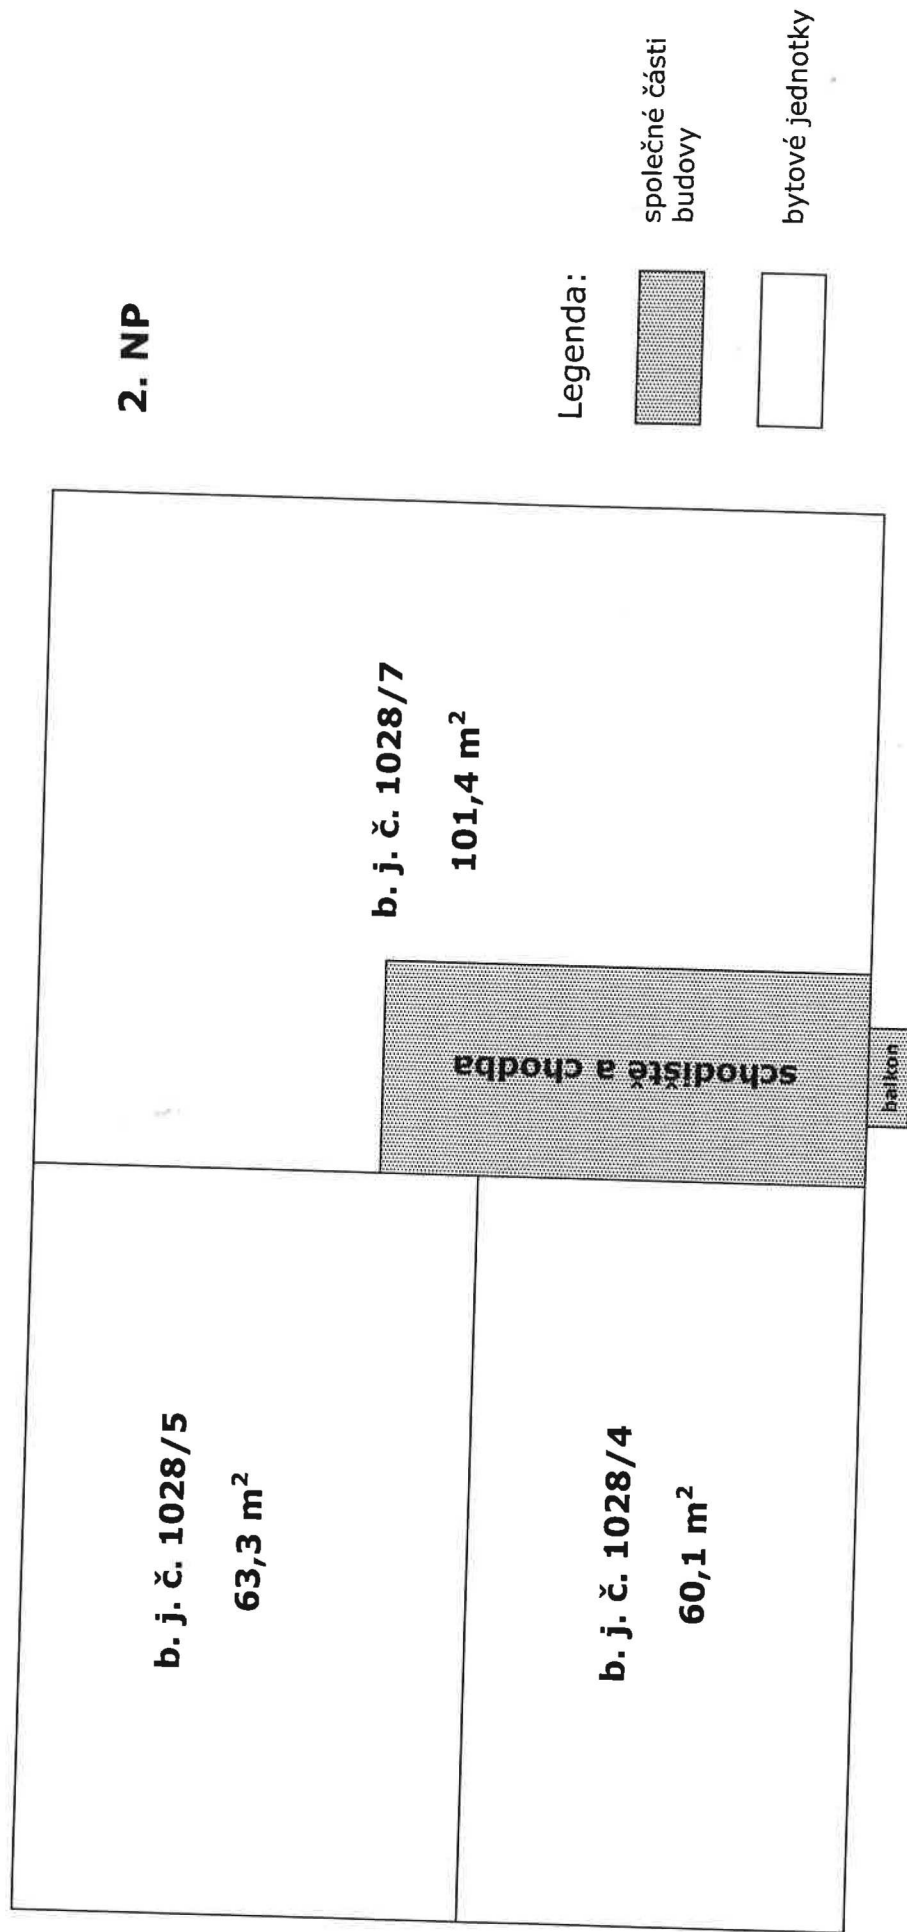 2. NP
b. j. č. 1028/5
63,3 m²
b. j. č. 1028/7
101,4 m²
b. j. č. 1028/4
60,1 m²
schodiště a chodba
balkon
Legenda:
společné části
budovy
bytové jednotky